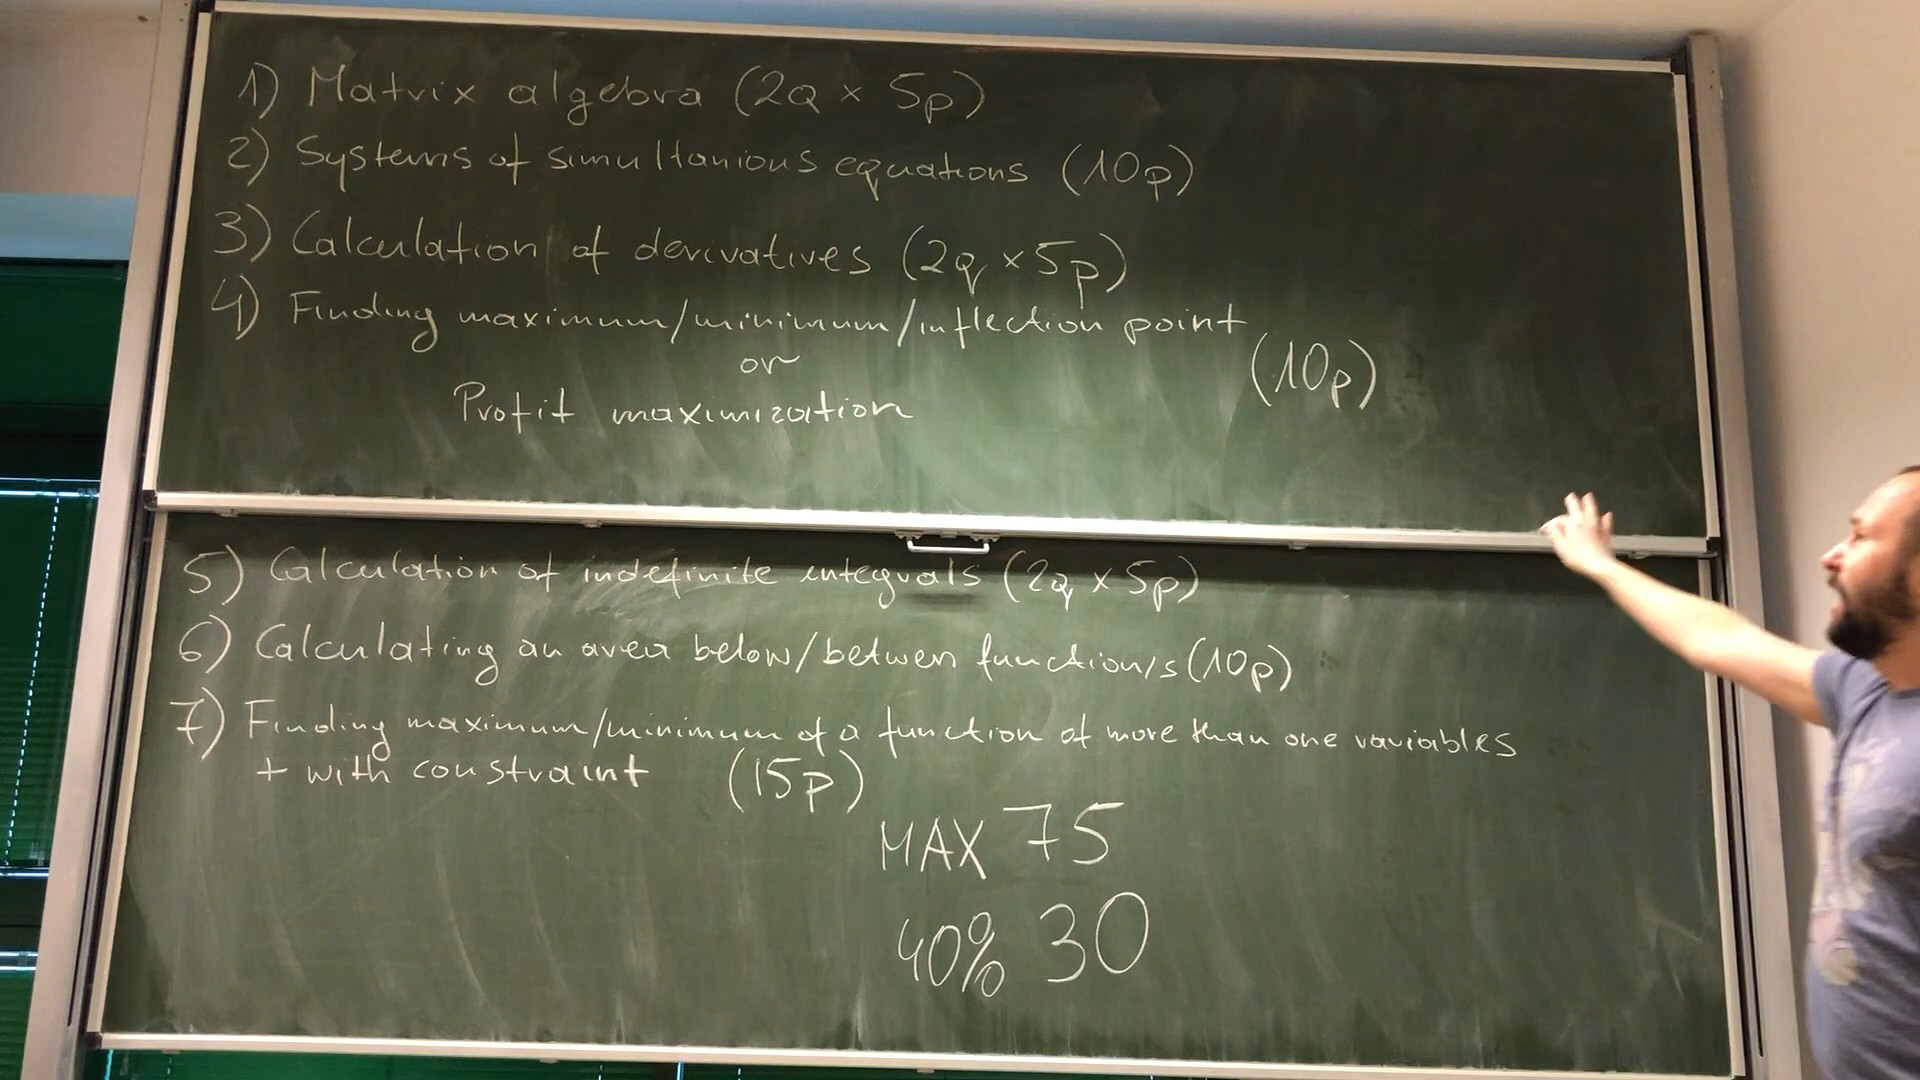 1) Matrix algebra (2Q × 5p)
2) Systems of simultanious equations (10p)
3) Calculation of derivatives (2q × 5p)
4) Finding maximum/minimum/inflection point
or
(10p)
Profit maximization
5) Calculation of indefinite integrals (2q × 5p)
6) Calculating an area below/betwen function/s (10p)
7) Finding maximum/minimum of a function of more than one variables
+ with constraint (15p)
MAX 75
40% 30